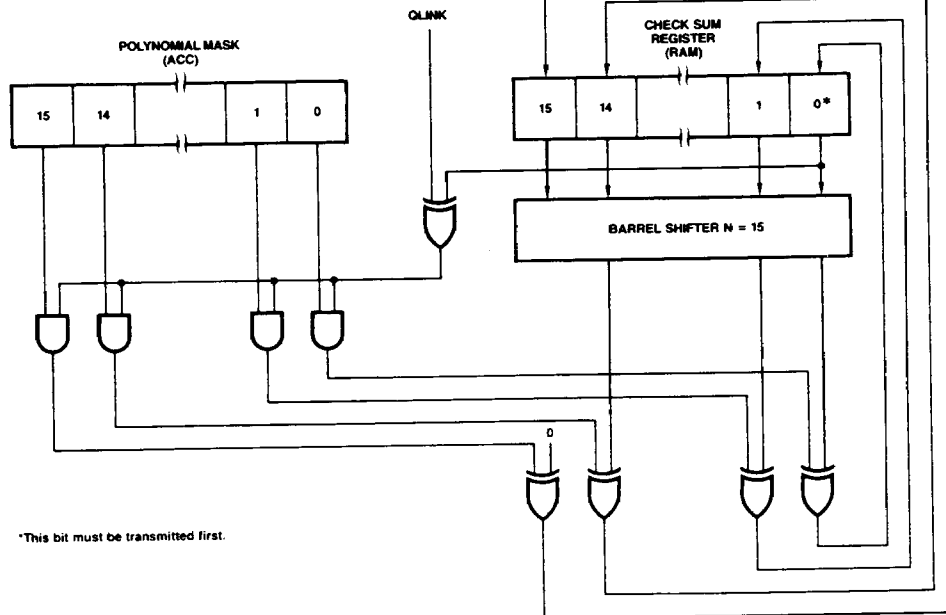 QLINK
POLYNOMIAL MASK
(ACC)
15 14 1 0
CHECK SUM
REGISTER
(RAM)
15 14 1 0*
BARREL SHIFTER N = 15
0
*This bit must be transmitted first.